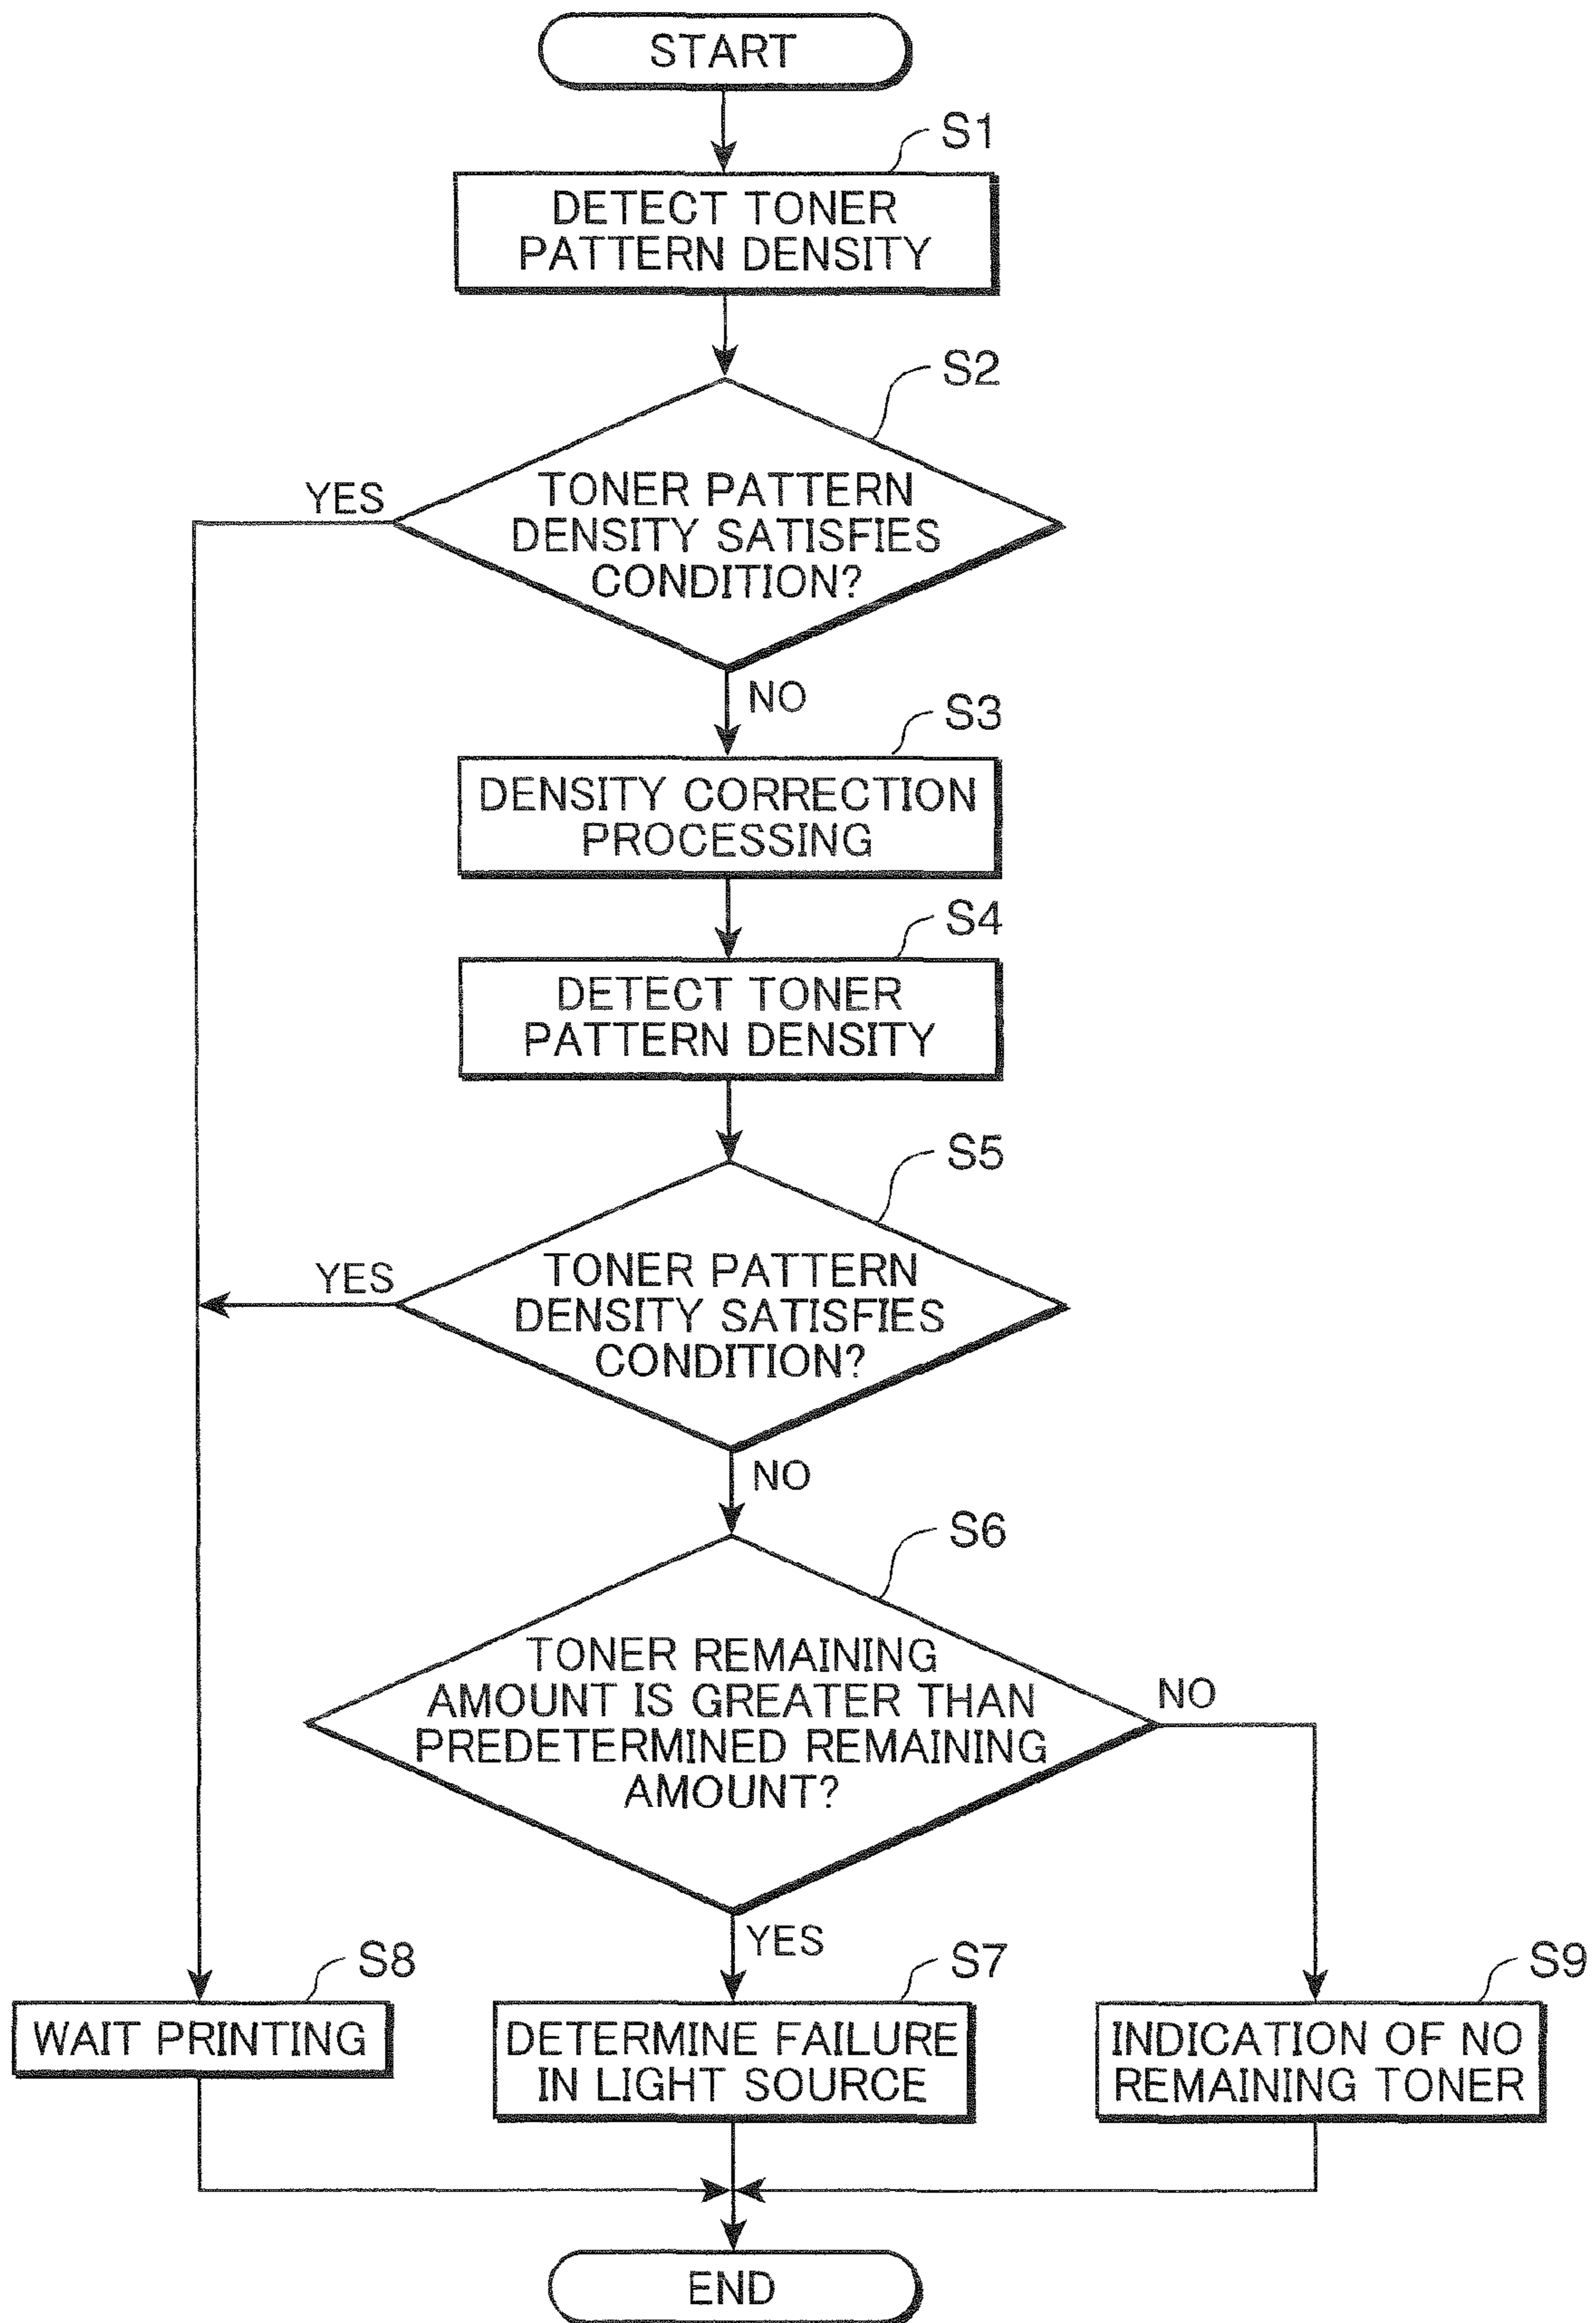 START
S1
DETECT TONER
PATTERN DENSITY
S2
YES
TONER PATTERN
DENSITY SATISFIES
CONDITION?
NO
S3
DENSITY CORRECTION
PROCESSING
S4
DETECT TONER
PATTERN DENSITY
S5
YES
TONER PATTERN
DENSITY SATISFIES
CONDITION?
NO
S6
TONER REMAINING
AMOUNT IS GREATER THAN
PREDETERMINED REMAINING
AMOUNT?
NO
YES
S8
WAIT PRINTING
S7
DETERMINE FAILURE
IN LIGHT SOURCE
S9
INDICATION OF NO
REMAINING TONER
END